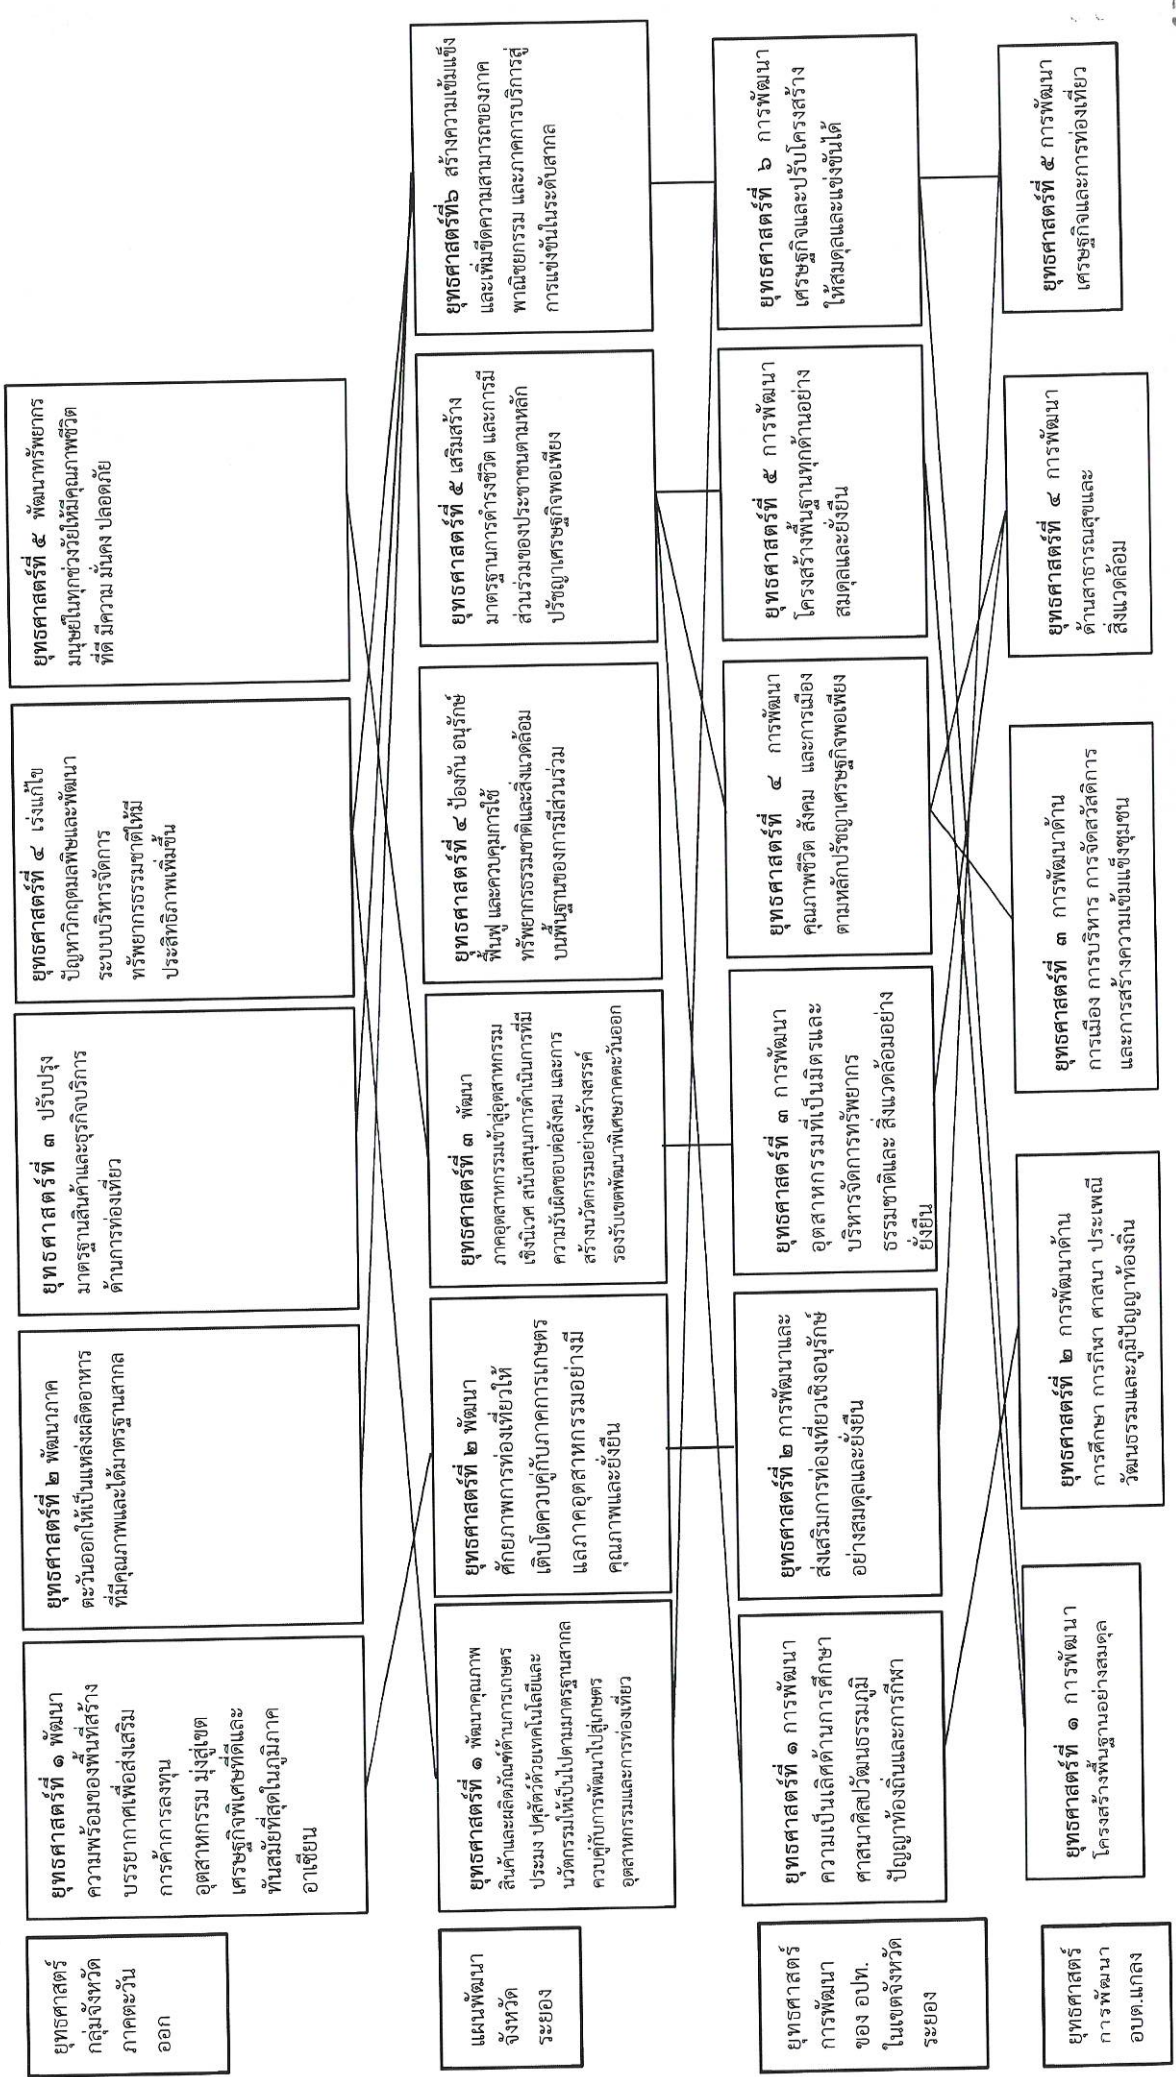 ยุทธศาสตร์
กลุ่มจังหวัด
ภาคตะวัน
ออก
ยุทธศาสตร์ที่ ๑ พัฒนา
ความพร้อมของพื้นที่สร้าง
บรรยากาศเพื่อส่งเสริม
การค้าการลงทุน
อุตสาหกรรม มุ่งสู่เขต
เศรษฐกิจพิเศษที่ดีและ
ทันสมัยที่สุดในภูมิภาค
อาเซียน
ยุทธศาสตร์ที่ ๒ พัฒนาภาค
ตะวันออกให้เป็นแหล่งผลิตอาหาร
ที่มีคุณภาพและได้มาตรฐานสากล
ยุทธศาสตร์ที่ ๓ ปรับปรุง
มาตรฐานสินค้าและธุรกิจบริการ
ด้านการท่องเที่ยว
ยุทธศาสตร์ที่ ๔ เร่งแก้ไข
ปัญหาวิกฤตมลพิษและพัฒนา
ระบบบริหารจัดการ
ทรัพยากรธรรมชาติให้มี
ประสิทธิภาพเพิ่มขึ้น
ยุทธศาสตร์ที่ ๕ พัฒนาทรัพยากร
มนุษย์ในทุกช่วงวัยให้มีคุณภาพชีวิต
ที่ดี มีความ มั่นคง ปลอดภัย
แผนพัฒนา
จังหวัด
ระยอง
ยุทธศาสตร์ที่ ๑ พัฒนาคุณภาพ
สินค้าและผลิตภัณฑ์ด้านการเกษตร
ประมง ปศุสัตว์ด้วยเทคโนโลยีและ
นวัตกรรมให้เป็นไปตามมาตรฐานสากล
ควบคู่กับการพัฒนาไปสู่เกษตร
อุตสาหกรรมและการท่องเที่ยว
ยุทธศาสตร์ที่ ๒ พัฒนา
ศักยภาพการท่องเที่ยวให้
เติบโตควบคู่กับภาคการเกษตร
แลภาคอุตสาหกรรมอย่างมี
คุณภาพและยั่งยืน
ยุทธศาสตร์ที่ ๓ พัฒนา
ภาคอุตสาหกรรมเข้าสู่อุตสาหกรรม
เชิงนิเวศ สนับสนุนการดำเนินการที่มี
ความรับผิดชอบต่อสังคม และการ
สร้างนวัตกรรมอย่างสร้างสรรค์
รองรับเขตพัฒนาพิเศษภาคตะวันออก
ยุทธศาสตร์ที่ ๔ ป้องกัน อนุรักษ์
ฟื้นฟู และควบคุมการใช้
ทรัพยากรธรรมชาติและสิ่งแวดล้อม
บนพื้นฐานของการมีส่วนร่วม
ยุทธศาสตร์ที่ ๕ เสริมสร้าง
มาตรฐานการดำรงชีวิต และการมี
ส่วนร่วมของประชาชนตามหลัก
ปรัชญาเศรษฐกิจพอเพียง
ยุทธศาสตร์ที่๖ สร้างความเข้มแข็ง
และเพิ่มขีดความสามารถของภาค
พาณิชยกรรม และภาคการบริการสู่
การแข่งขันในระดับสากล
ยุทธศาสตร์
การพัฒนา
ของ อปท.
ในเขตจังหวัด
ระยอง
ยุทธศาสตร์ที่ ๑ การพัฒนา
ความเป็นเลิศด้านการศึกษา
ศาสนาศิลปวัฒนธรรมภูมิ
ปัญญาท้องถิ่นและการกีฬา
ยุทธศาสตร์ที่ ๒ การพัฒนาและ
ส่งเสริมการท่องเที่ยวเชิงอนุรักษ์
อย่างสมดุลและยั่งยืน
ยุทธศาสตร์ที่ ๓ การพัฒนา
อุตสาหกรรมที่เป็นมิตรและ
บริหารจัดการทรัพยากร
ธรรมชาติและ สิ่งแวดล้อมอย่าง
ยั่งยืน
ยุทธศาสตร์ที่ ๔ การพัฒนา
คุณภาพชีวิต สังคม และการเมือง
ตามหลักปรัชญาเศรษฐกิจพอเพียง
ยุทธศาสตร์ที่ ๕ การพัฒนา
โครงสร้างพื้นฐานทุกด้านอย่าง
สมดุลและยั่งยืน
ยุทธศาสตร์ที่ ๖ การพัฒนา
เศรษฐกิจและปรับโครงสร้าง
ให้สมดุลและแข่งขันได้
ยุทธศาสตร์
การพัฒนา
อบต.แกลง
ยุทธศาสตร์ที่ ๑ การพัฒนา
โครงสร้างพื้นฐานอย่างสมดุล
ยุทธศาสตร์ที่ ๒ การพัฒนาด้าน
การศึกษา การกีฬา ศาสนา ประเพณี
วัฒนธรรมและภูมิปัญญาท้องถิ่น
ยุทธศาสตร์ที่ ๓ การพัฒนาด้าน
การเมือง การบริหาร การจัดสวัสดิการ
และการสร้างความเข้มแข็งชุมชน
ยุทธศาสตร์ที่ ๔ การพัฒนา
ด้านสาธารณสุขและ
สิ่งแวดล้อม
ยุทธศาสตร์ที่ ๕ การพัฒนา
เศรษฐกิจและการท่องเที่ยว